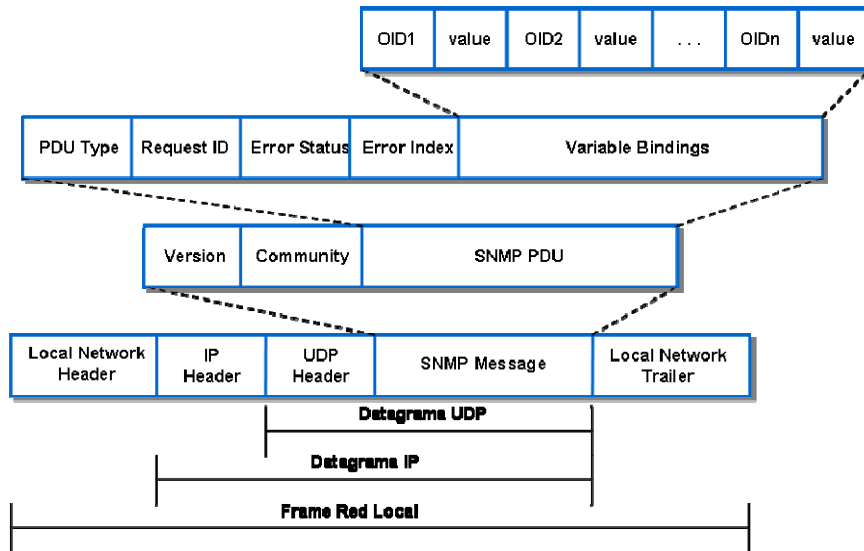 OID1 value OID2 value . . . OIDn value
PDU Type Request ID Error Status Error Index Variable Bindings
Version Community SNMP PDU
Local Network Header IP Header UDP Header SNMP Message Local Network Trailer
Datagrama UDP
Datagrama IP
Frame Red Local